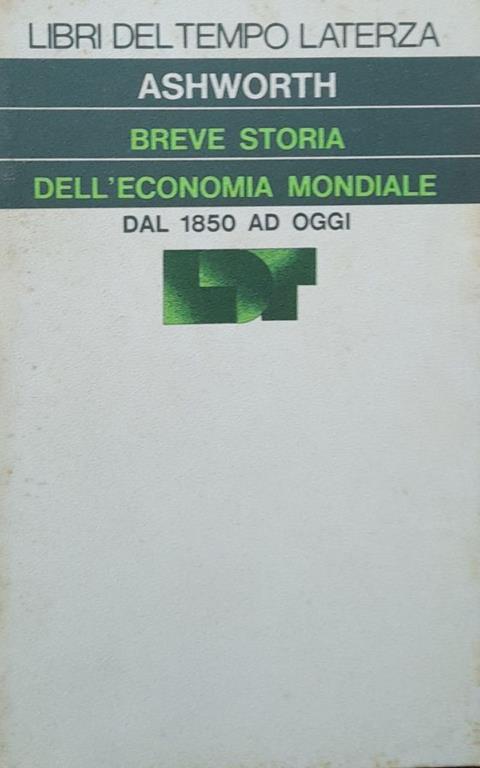 LIBRI DEL TEMPO LATERZA
ASHWORTH
BREVE STORIA
DELL'ECONOMIA MONDIALE
DAL 1850 AD OGGI
LDT